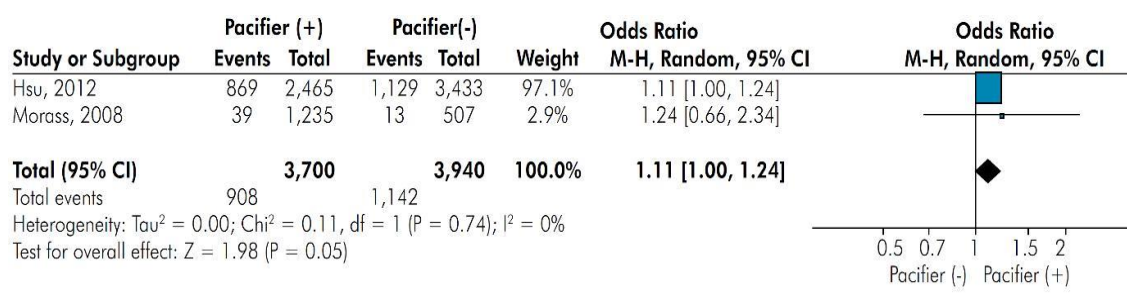 Pacifier (+) Pacifier(-) Odds Ratio Odds Ratio
Study or Subgroup Events Total Events Total Weight M-H, Random, 95% CI M-H, Random, 95% CI
Hsu, 2012 869 2,465 1,129 3,433 97.1% 1.11 [1.00, 1.24]
Morass, 2008 39 1,235 13 507 2.9% 1.24 [0.66, 2.34]
Total (95% CI) 3,700 3,940 100.0% 1.11 [1.00, 1.24]
Total events 908 1,142
Heterogeneity: Tau² = 0.00; Chi² = 0.11, df = 1 (P = 0.74); I² = 0%
Test for overall effect: Z = 1.98 (P = 0.05)
0.5 0.7 1 1.5 2
Pacifier (-) Pacifier (+)